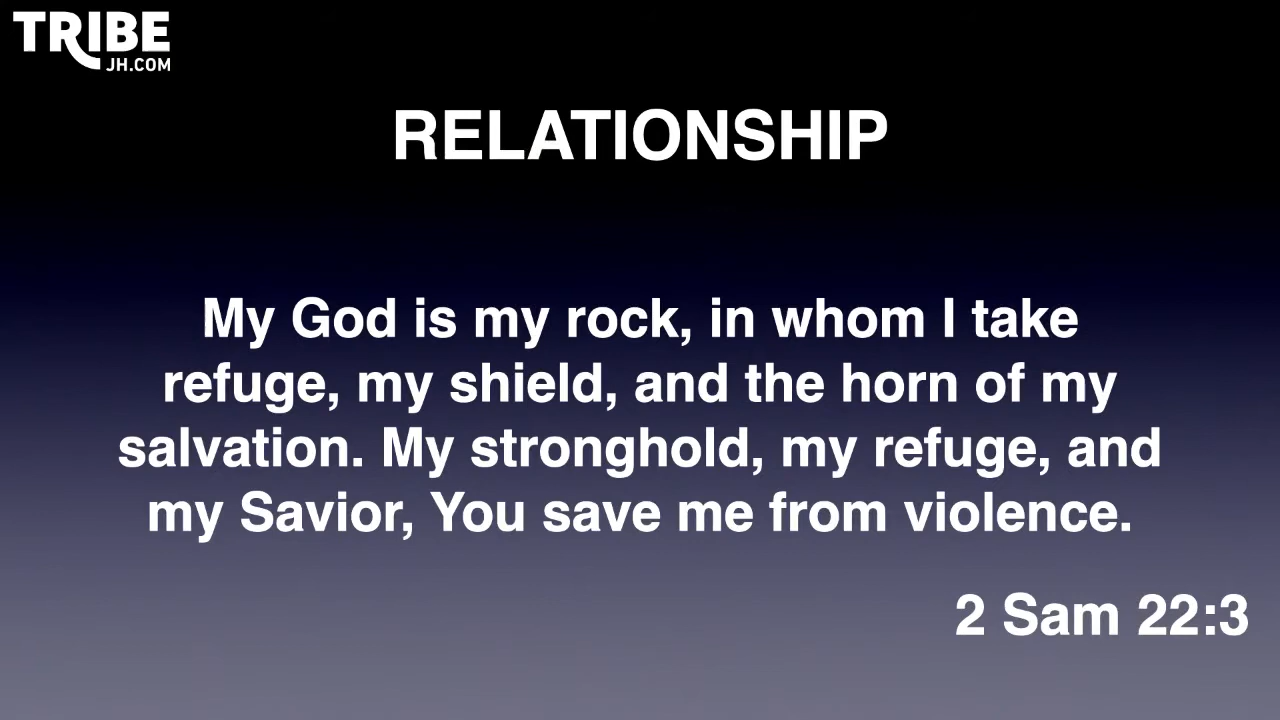 TRIBE
JH.COM
RELATIONSHIP
My God is my rock, in whom I take
refuge, my shield, and the horn of my
salvation. My stronghold, my refuge, and
my Savior, You save me from violence.
2 Sam 22:3